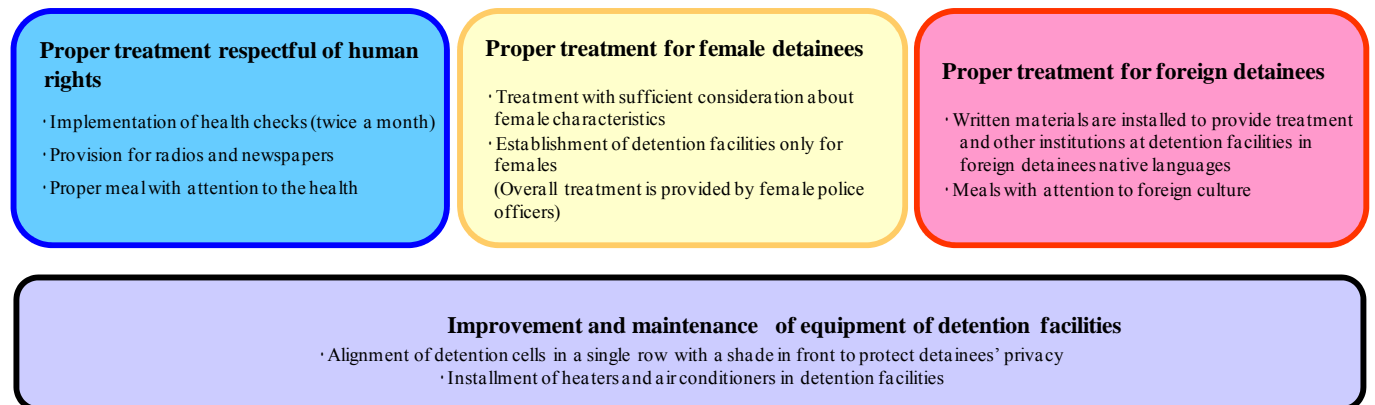 Proper treatment respectful of human
rights
·Implementation of health checks (twice a month)
·Provision for radios and newspapers
·Proper meal with attention to the health
Proper treatment for female detainees
·Treatment with sufficient consideration about
female characteristics
·Establishment of detention facilities only for
females
(Overall treatment is provided by female police
officers)
Proper treatment for foreign detainees
·Written materials are installed to provide treatment
and other institutions at detention facilities in
foreign detainees native languages
·Meals with attention to foreign culture
Improvement and maintenance of equipment of detention facilities
·Alignment of detention cells in a single row with a shade in front to protect detainees’ privacy
·Installment of heaters and air conditioners in detention facilities